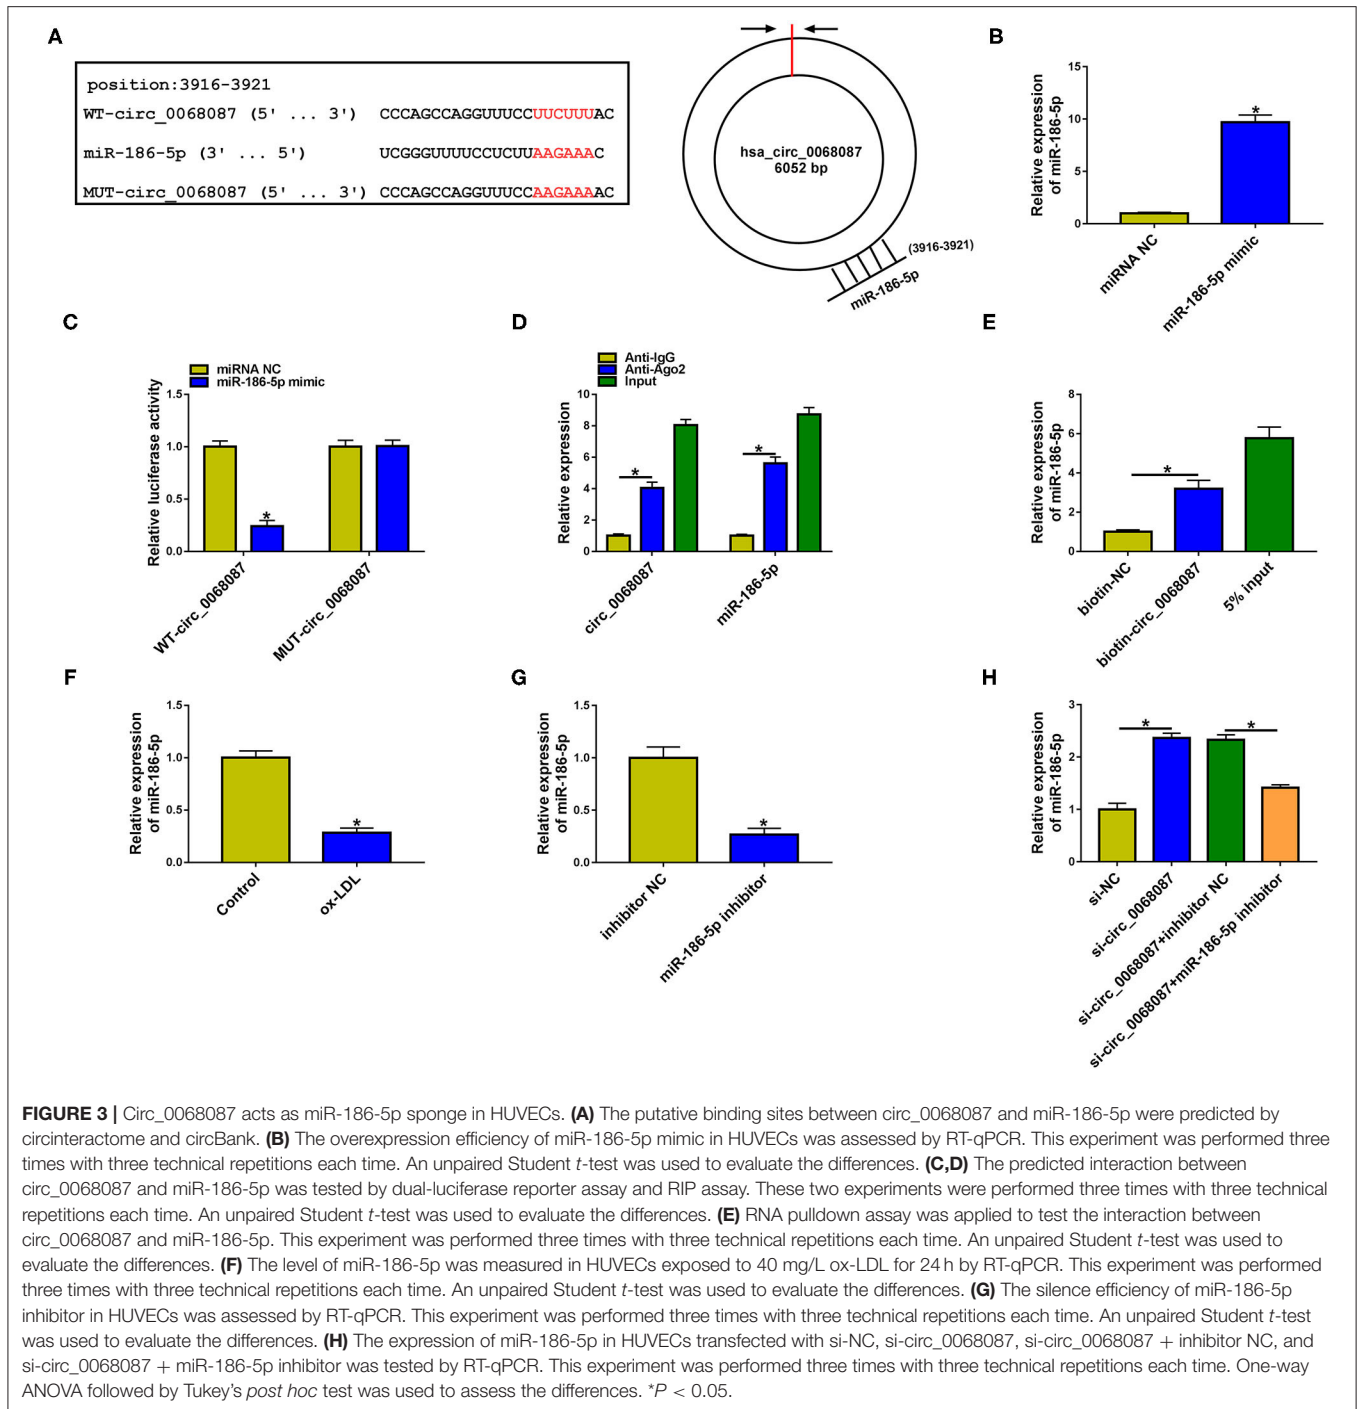 A
position:3916-3921
WT-circ_0068087 (5' ... 3') CCCAGCCAGGUUUCCUUCUUUAC
miR-186-5p (3' ... 5') UCGGGUUUUCCUCUUAAGAAAC
MUT-circ_0068087 (5' ... 3') CCCAGCCAGGUUUCCAAGAAAAC
hsa_circ_0068087
6052 bp
(3916-3921)
miR-186-5p
B
Relative expression
of miR-186-5p
15
10
5
0
*
miRNA NC
miR-186-5p mimic
C
miRNA NC
miR-186-5p mimic
Relative luciferase activity
1.5
1.0
0.5
0.0
*
WT-circ_0068087
MUT-circ_0068087
D
Anti-IgG
Anti-Ago2
Input
Relative expression
10
8
6
4
2
0
*
*
circ_0068087
miR-186-5p
E
Relative expression
of miR-186-5p
8
6
4
2
0
*
biotin-NC
biotin-circ_0068087
5% input
F
Relative expression
of miR-186-5p
1.5
1.0
0.5
0.0
*
Control
ox-LDL
G
Relative expression
of miR-186-5p
1.5
1.0
0.5
0.0
*
inhibitor NC
miR-186-5p inhibitor
H
Relative expression
of miR-186-5p
3
2
1
0
*
*
si-NC
si-circ_0068087
si-circ_0068087+inhibitor NC
si-circ_0068087+miR-186-5p inhibitor
FIGURE 3 | Circ_0068087 acts as miR-186-5p sponge in HUVECs. (A) The putative binding sites between circ_0068087 and miR-186-5p were predicted by
circinteractome and circBank. (B) The overexpression efficiency of miR-186-5p mimic in HUVECs was assessed by RT-qPCR. This experiment was performed three
times with three technical repetitions each time. An unpaired Student t-test was used to evaluate the differences. (C,D) The predicted interaction between
circ_0068087 and miR-186-5p was tested by dual-luciferase reporter assay and RIP assay. These two experiments were performed three times with three technical
repetitions each time. An unpaired Student t-test was used to evaluate the differences. (E) RNA pulldown assay was applied to test the interaction between
circ_0068087 and miR-186-5p. This experiment was performed three times with three technical repetitions each time. An unpaired Student t-test was used to
evaluate the differences. (F) The level of miR-186-5p was measured in HUVECs exposed to 40 mg/L ox-LDL for 24 h by RT-qPCR. This experiment was performed
three times with three technical repetitions each time. An unpaired Student t-test was used to evaluate the differences. (G) The silence efficiency of miR-186-5p
inhibitor in HUVECs was assessed by RT-qPCR. This experiment was performed three times with three technical repetitions each time. An unpaired Student t-test
was used to evaluate the differences. (H) The expression of miR-186-5p in HUVECs transfected with si-NC, si-circ_0068087, si-circ_0068087 + inhibitor NC, and
si-circ_0068087 + miR-186-5p inhibitor was tested by RT-qPCR. This experiment was performed three times with three technical repetitions each time. One-way
ANOVA followed by Tukey's post hoc test was used to assess the differences. *P < 0.05.